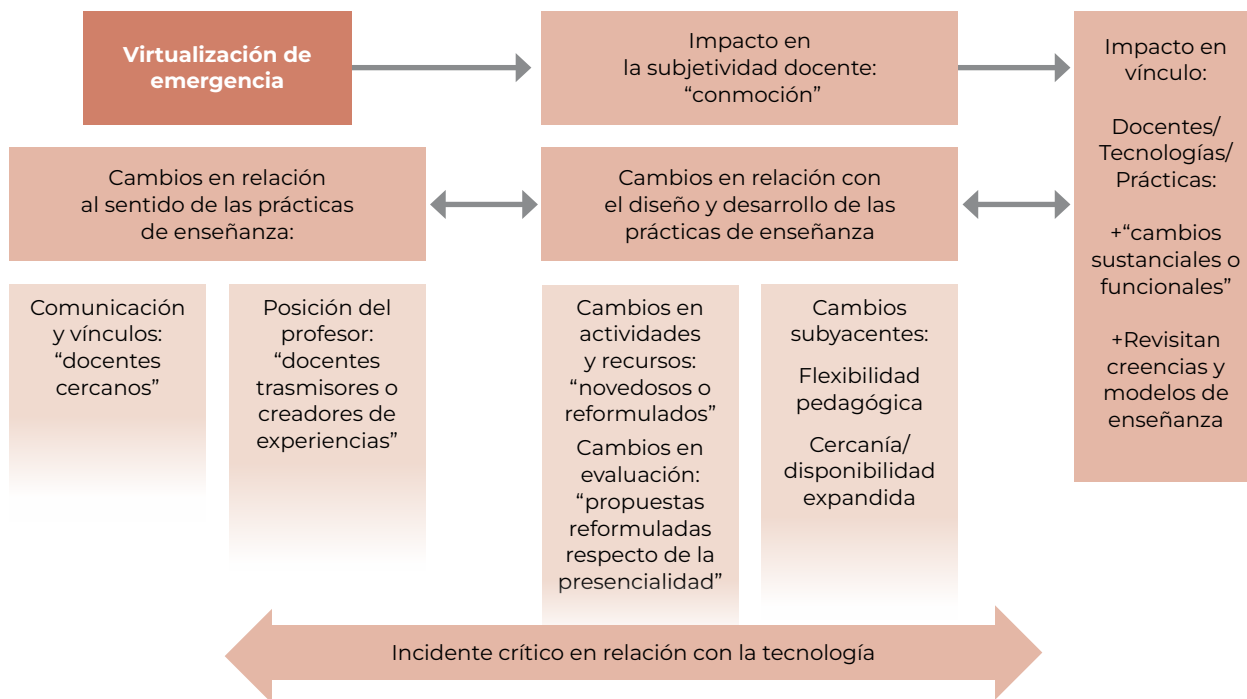 Virtualización de
emergencia
Impacto en
la subjetividad docente:
“conmoción”
Impacto en
vínculo:
Docentes/
Tecnologías/
Prácticas:
+“cambios
sustanciales o
funcionales”
+Revisitan
creencias y
modelos de
enseñanza
Cambios en relación
al sentido de las prácticas
de enseñanza:
Cambios en relación con
el diseño y desarrollo de las
prácticas de enseñanza
Comunicación
y vínculos:
“docentes
cercanos”
Posición del
profesor:
“docentes
trasmisores o
creadores de
experiencias”
Cambios en
actividades
y recursos:
“novedosos o
reformulados”
Cambios en
evaluación:
“propuestas
reformuladas
respecto de la
presencialidad”
Cambios
subyacentes:
Flexibilidad
pedagógica
Cercanía/
disponibilidad
expandida
Incidente crítico en relación con la tecnología